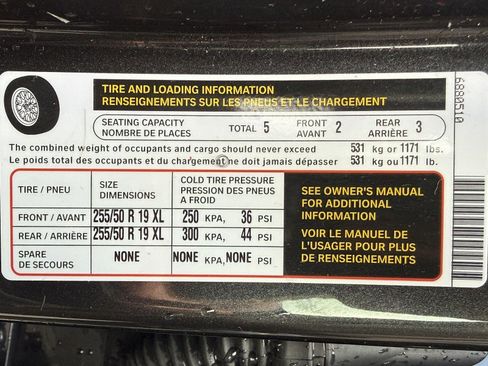 TIRE AND LOADING INFORMATION
RENSEIGNEMENTS SUR LES PNEUS ET LE CHARGEMENT
SEATING CAPACITY
NOMBRE DE PLACES
TOTAL 5
FRONT
AVANT 2
REAR
ARRIÈRE 3
The combined weight of occupants and cargo should never exceed 531 kg or 1171 lbs.
Le poids total des occupants et du chargement ne doit jamais dépasser 531 kg ou 1171 lb.
TIRE / PNEU
SIZE
DIMENSIONS
COLD TIRE PRESSURE
PRESSION DES PNEUS
A FROID
FRONT / AVANT 255/50 R 19 XL 250 KPA, 36 PSI
REAR / ARRIÈRE 255/50 R 19 XL 300 KPA, 44 PSI
SPARE
DE SECOURS
NONE NONE KPA, NONE PSI
SEE OWNER'S MANUAL
FOR ADDITIONAL
INFORMATION
VOIR LE MANUEL DE
L'USAGER POUR PLUS
DE RENSEIGNEMENTS
6880510